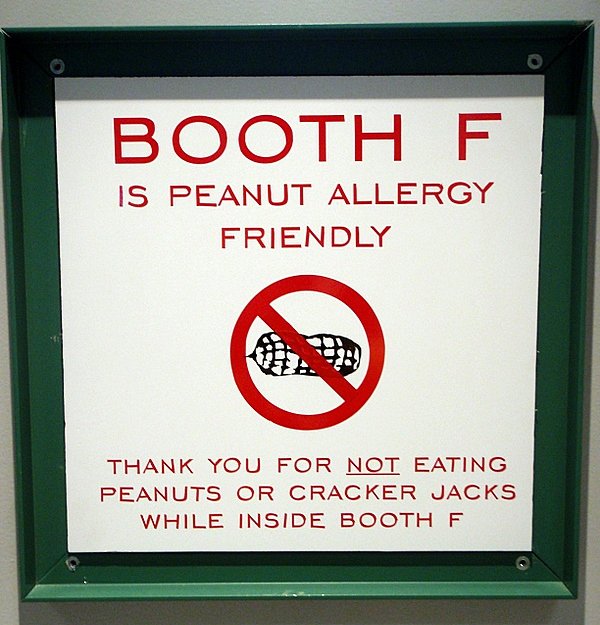 BOOTH F
IS PEANUT ALLERGY
FRIENDLY
THANK YOU FOR NOT EATING
PEANUTS OR CRACKER JACKS
WHILE INSIDE BOOTH F